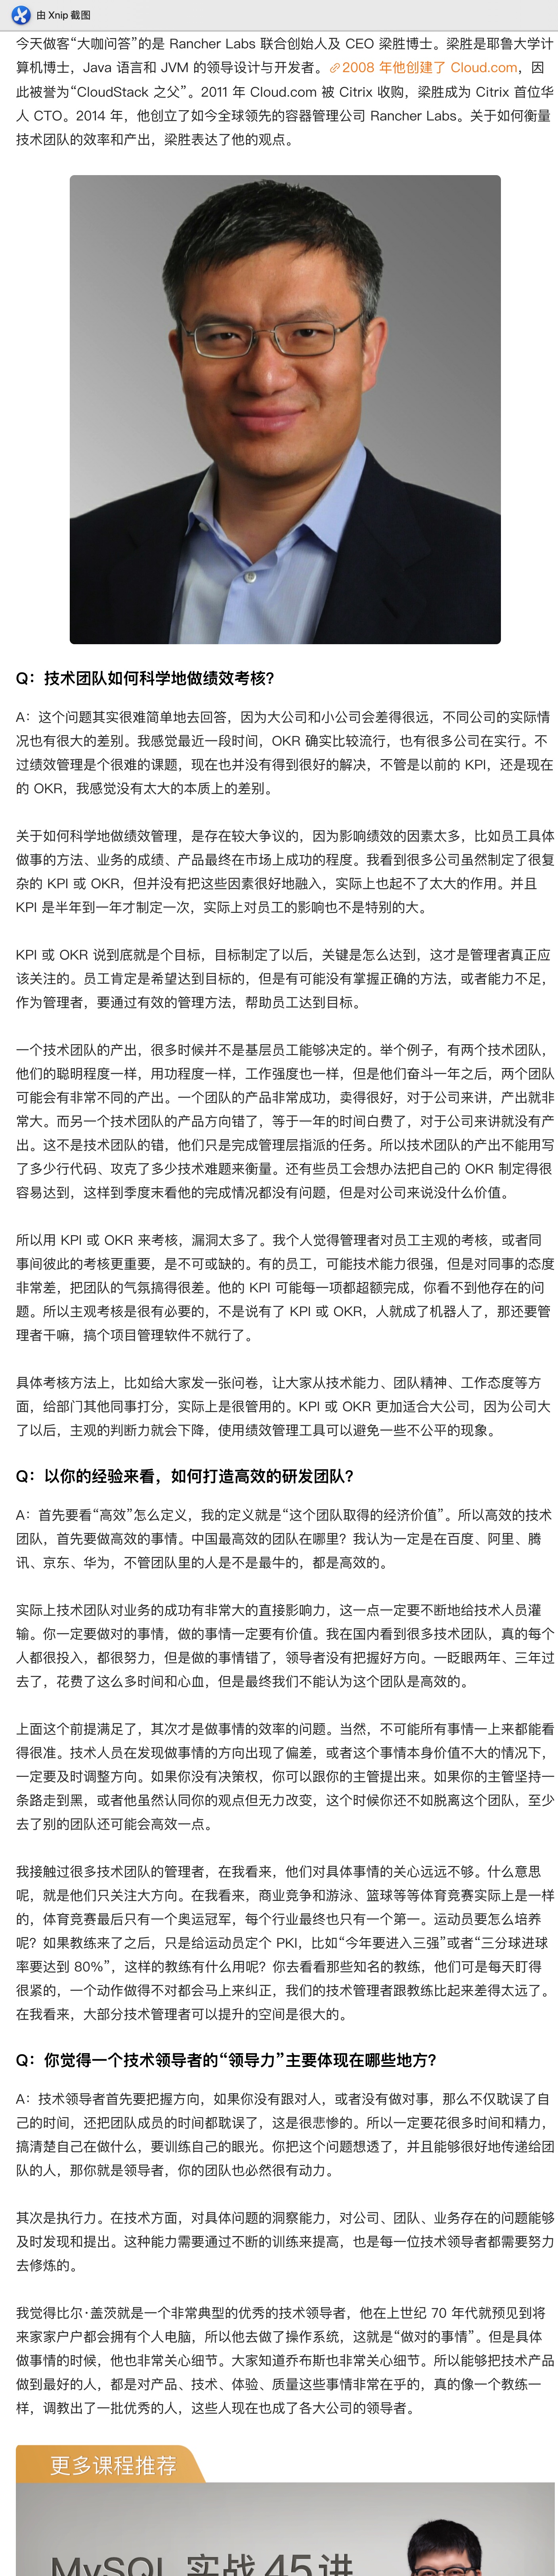 由 Xnip 截图
今天做客“大咖问答”的是 Rancher Labs 联合创始人及 CEO 梁胜博士。梁胜是耶鲁大学计
算机博士，Java 语言和 JVM 的领导设计与开发者。2008 年他创建了 Cloud.com，因
此被誉为“CloudStack 之父”。2011 年 Cloud.com 被 Citrix 收购，梁胜成为 Citrix 首位华
人 CTO。2014 年，他创立了如今全球领先的容器管理公司 Rancher Labs。关于如何衡量
技术团队的效率和产出，梁胜表达了他的观点。
Q：技术团队如何科学地做绩效考核？
A：这个问题其实很难简单地去回答，因为大公司和小公司会差得很远，不同公司的实际情
况也有很大的差别。我感觉最近一段时间，OKR 确实比较流行，也有很多公司在实行。不
过绩效管理是个很难的课题，现在也并没有得到很好的解决，不管是以前的 KPI，还是现在
的 OKR，我感觉没有太大的本质上的差别。
关于如何科学地做绩效管理，是存在较大争议的，因为影响绩效的因素太多，比如员工具体
做事的方法、业务的成绩、产品最终在市场上成功的程度。我看到很多公司虽然制定了很复
杂的 KPI 或 OKR，但并没有把这些因素很好地融入，实际上也起不了太大的作用。并且
KPI 是半年到一年才制定一次，实际上对员工的影响也不是特别的大。
KPI 或 OKR 说到底就是个目标，目标制定了以后，关键是怎么达到，这才是管理者真正应
该关注的。员工肯定是希望达到目标的，但是有可能没有掌握正确的方法，或者能力不足，
作为管理者，要通过有效的管理方法，帮助员工达到目标。
一个技术团队的产出，很多时候并不是基层员工能够决定的。举个例子，有两个技术团队，
他们的聪明程度一样，用功程度一样，工作强度也一样，但是他们奋斗一年之后，两个团队
可能会有非常不同的产出。一个团队的产品非常成功，卖得很好，对于公司来讲，产出就非
常大。而另一个技术团队的产品方向错了，等于一年的时间白费了，对于公司来讲就没有产
出。这不是技术团队的错，他们只是完成管理层指派的任务。所以技术团队的产出不能用写
了多少行代码、攻克了多少技术难题来衡量。还有些员工会想办法把自己的 OKR 制定得很
容易达到，这样到季度末看他的完成情况都没有问题，但是对公司来说没什么价值。
所以用 KPI 或 OKR 来考核，漏洞太多了。我个人觉得管理者对员工主观的考核，或者同
事间彼此的考核更重要，是不可或缺的。有的员工，可能技术能力很强，但是对同事的态度
非常差，把团队的气氛搞得很差。他的 KPI 可能每一项都超额完成，你看不到他存在的问
题。所以主观考核是很有必要的，不是说有了 KPI 或 OKR，人就成了机器人了，那还要管
理者干嘛，搞个项目管理软件不就行了。
具体考核方法上，比如给大家发一张问卷，让大家从技术能力、团队精神、工作态度等方
面，给部门其他同事打分，实际上是很管用的。KPI 或 OKR 更加适合大公司，因为公司大
了以后，主观的判断力就会下降，使用绩效管理工具可以避免一些不公平的现象。
Q：以你的经验来看，如何打造高效的研发团队？
A：首先要看“高效”怎么定义，我的定义就是“这个团队取得的经济价值”。所以高效的技术
团队，首先要做高效的事情。中国最高效的团队在哪里？我认为一定是在百度、阿里、腾
讯、京东、华为，不管团队里的人是不是最牛的，都是高效的。
实际上技术团队对业务的成功有非常大的直接影响力，这一点一定要不断地给技术人员灌
输。你一定要做对的事情，做的事情一定要有价值。我在国内看到很多技术团队，真的每个
人都很投入，都很努力，但是做的事情错了，领导者没有把握好方向。一眨眼两年、三年过
去了，花费了这么多时间和心血，但是最终我们不能认为这个团队是高效的。
上面这个前提满足了，其次才是做事情的效率的问题。当然，不可能所有事情一上来都能看
得很准。技术人员在发现做事情的方向出现了偏差，或者这个事情本身价值不大的情况下，
一定要及时调整方向。如果你没有决策权，你可以跟你的主管提出来。如果你的主管坚持一
条路走到黑，或者他虽然认同你的观点但无力改变，这个时候你还不如脱离这个团队，至少
去了别的团队还可能会高效一点。
我接触过很多技术团队的管理者，在我看来，他们对具体事情的关心远远不够。什么意思
呢，就是他们只关注大方向。在我看来，商业竞争和游泳、篮球等等体育竞赛实际上是一样
的，体育竞赛最后只有一个奥运冠军，每个行业最终也只有一个第一。运动员要怎么培养
呢？如果教练来了之后，只是给运动员定个 PKI，比如“今年要进入三强”或者“三分球进球
率要达到 80%”，这样的教练有什么用呢？你去看看那些知名的教练，他们可是每天盯得
很紧的，一个动作做得不对都会马上来纠正，我们的技术管理者跟教练比起来差得太远了。
在我看来，大部分技术管理者可以提升的空间是很大的。
Q：你觉得一个技术领导者的“领导力”主要体现在哪些地方？
A：技术领导者首先要把握方向，如果你没有跟对人，或者没有做对事，那么不仅耽误了自
己的时间，还把团队成员的时间都耽误了，这是很悲惨的。所以一定要花很多时间和精力，
搞清楚自己在做什么，要训练自己的眼光。你把这个问题想透了，并且能够很好地传递给团
队的人，那你就是领导者，你的团队也必然很有动力。
其次是执行力。在技术方面，对具体问题的洞察能力，对公司、团队、业务存在的问题能够
及时发现和提出。这种能力需要通过不断的训练来提高，也是每一位技术领导者都需要努力
去修炼的。
我觉得比尔·盖茨就是一个非常典型的优秀的技术领导者，他在上世纪 70 年代就预见到将
来家家户户都会拥有个人电脑，所以他去做了操作系统，这就是“做对的事情”。但是具体
做事情的时候，他也非常关心细节。大家知道乔布斯也非常关心细节。所以能够把技术产品
做到最好的人，都是对产品、技术、体验、质量这些事情非常在乎的，真的像一个教练一
样，调教出了一批优秀的人，这些人现在也成了各大公司的领导者。
更多课程推荐
MySQL 实战 45 讲